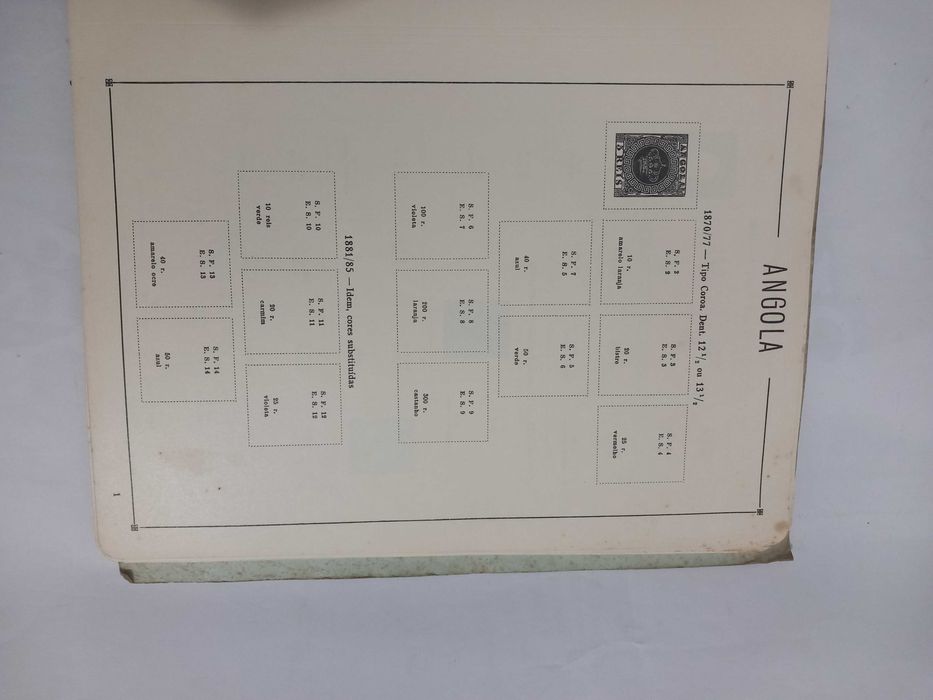 ANGOLA
1870/77 — Tipo Coroa. Dent. 12 1/2 ou 13 1/2
ANGOLA
5 REIS
S. F. 2
E. S. 2
10 r.
amarelo laranja
S. F. 3
E. S. 3
20 r.
bistro
S. F. 4
E. S. 4
25 r.
vermelho
S. F. 7
E. S. 5
40 r.
azul
S. F. 5
E. S. 6
50 r.
verde
S. F. 6
E. S. 7
100 r.
violeta
S. F. 8
E. S. 8
200 r.
laranja
S. F. 9
E. S. 9
300 r.
castanho
1881/85 — Idem, cores substituídas
S. F. 10
E. S. 10
10 reis
verde
S. F. 11
E. S. 11
20 r.
carmim
S. F. 12
E. S. 12
25 r.
violeta
S. F. 13
E. S. 13
40 r.
amarelo ocre
S. F. 14
E. S. 14
50 r.
azul
1